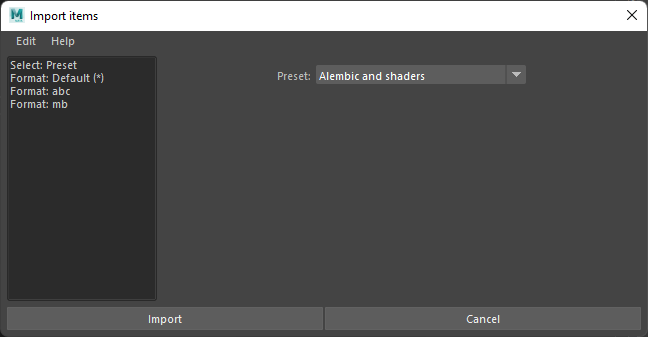 M
Import items
Edit Help
Select: Preset
Format: Default (*)
Format: abc
Format: mb
Preset: Alembic and shaders
Import Cancel